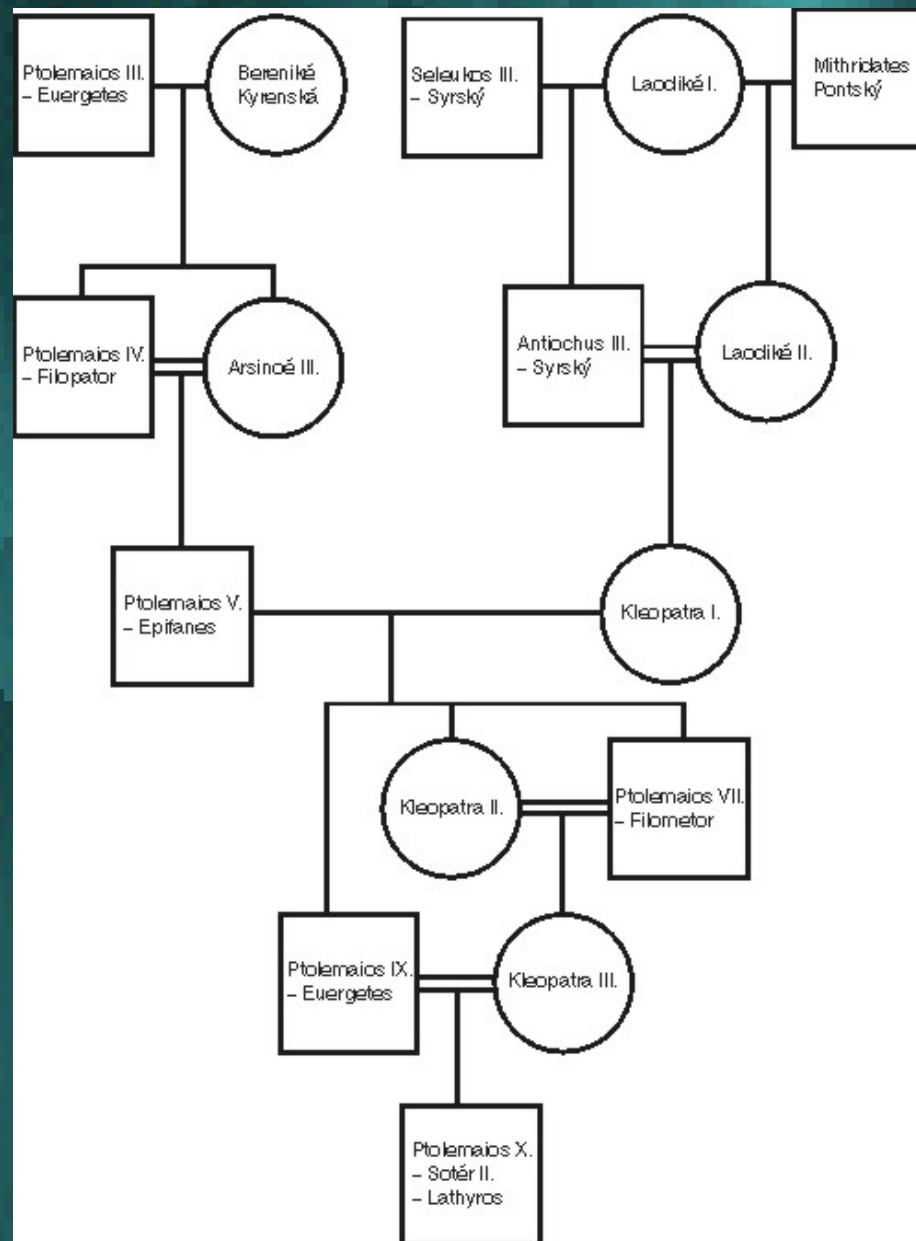 Ptolemaios III.
– Euergetes
Bereniké
Kyrenská
Seleukos III.
– Syrský
Laodiké I.
Mithridates
Pontský
Ptolemaios IV.
– Filopator
Arsinoé III.
Antiochus III.
– Syrský
Laodiké II.
Ptolemaios V.
– Epifanes
Kleopatra I.
Kleopatra II.
Ptolemaios VII.
– Filometor
Ptolemaios IX.
– Euergetes
Kleopatra III.
Ptolemaios X.
– Sotér II.
– Lathyros